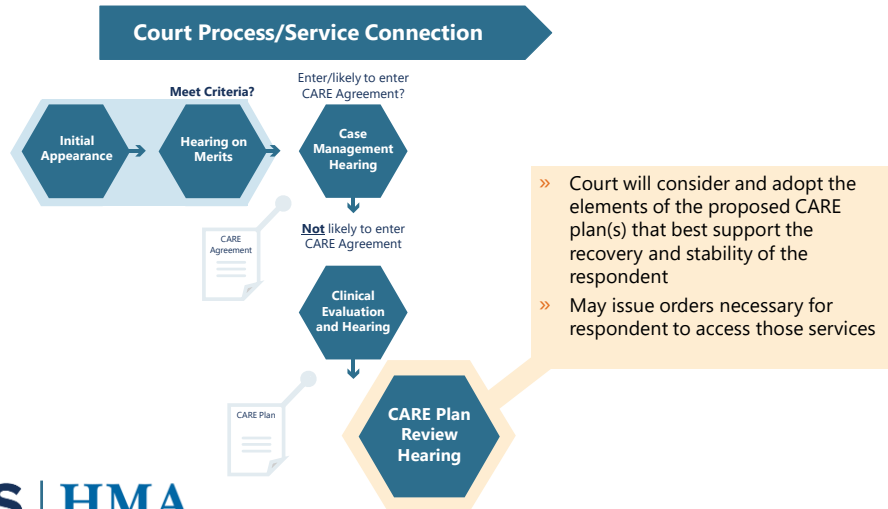 Court Process/Service Connection
Meet Criteria?
Enter/likely to enter
CARE Agreement?
Initial
Appearance
Hearing on
Merits
Case
Management
Hearing
CARE
Agreement
Not likely to enter
CARE Agreement
Clinical
Evaluation
and Hearing
CARE Plan
CARE Plan
Review
Hearing
» Court will consider and adopt the
elements of the proposed CARE
plan(s) that best support the
recovery and stability of the
respondent
» May issue orders necessary for
respondent to access those services
S | HMA